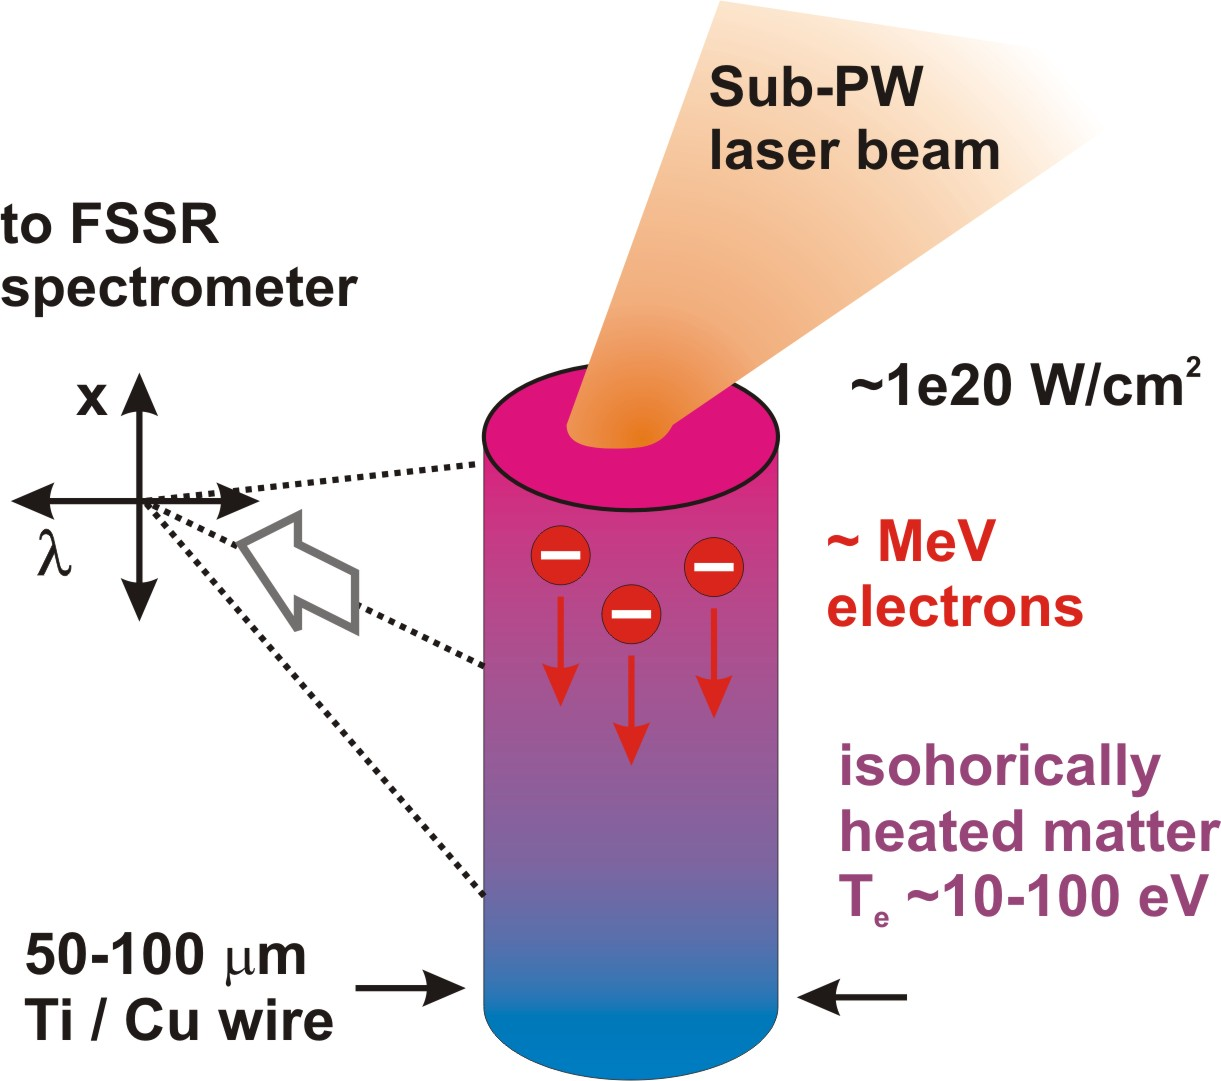 Sub-PW
laser beam
to FSSR
spectrometer
x
λ
~1e20 W/cm²
~ MeV
electrons
isohorically
heated matter
Tₑ ~10-100 eV
50-100 μm
Ti / Cu wire